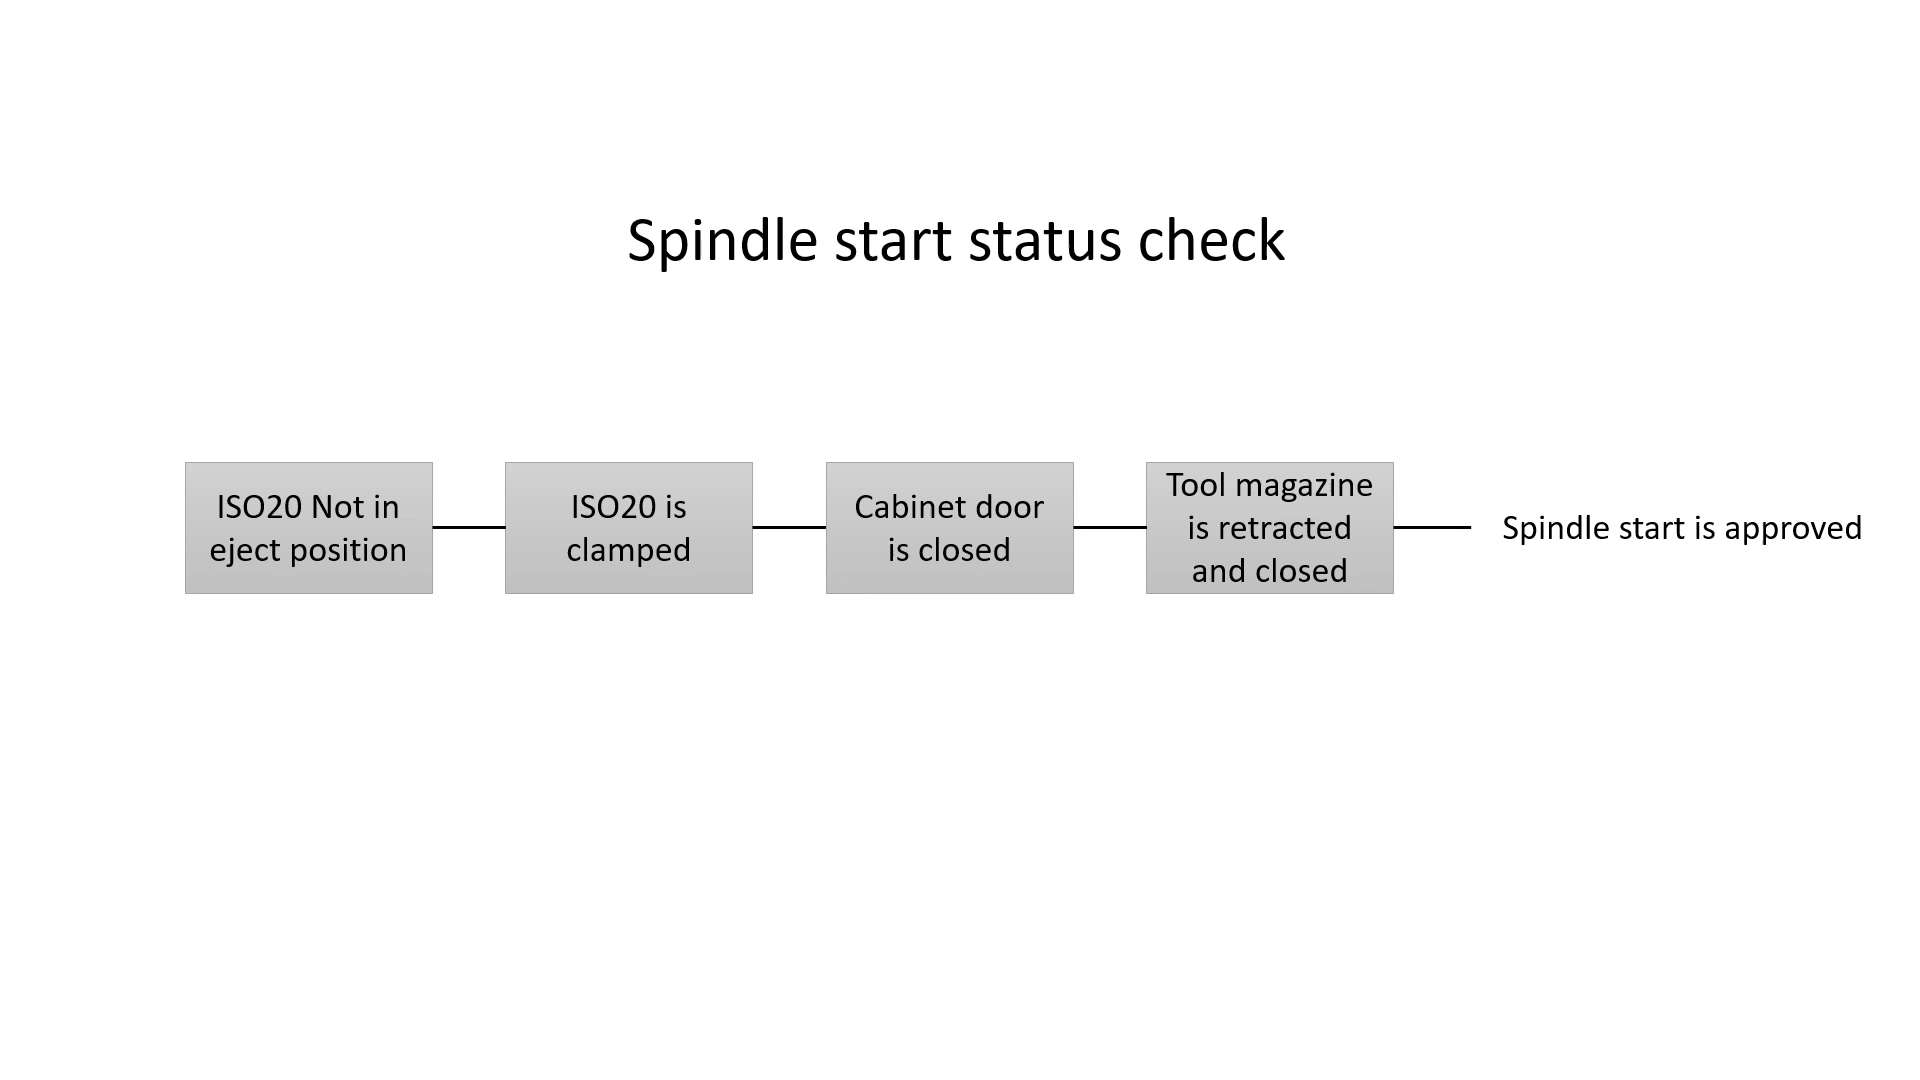 Spindle start status check
ISO20 Not in
eject position
ISO20 is
clamped
Cabinet door
is closed
Tool magazine
is retracted
and closed
Spindle start is approved